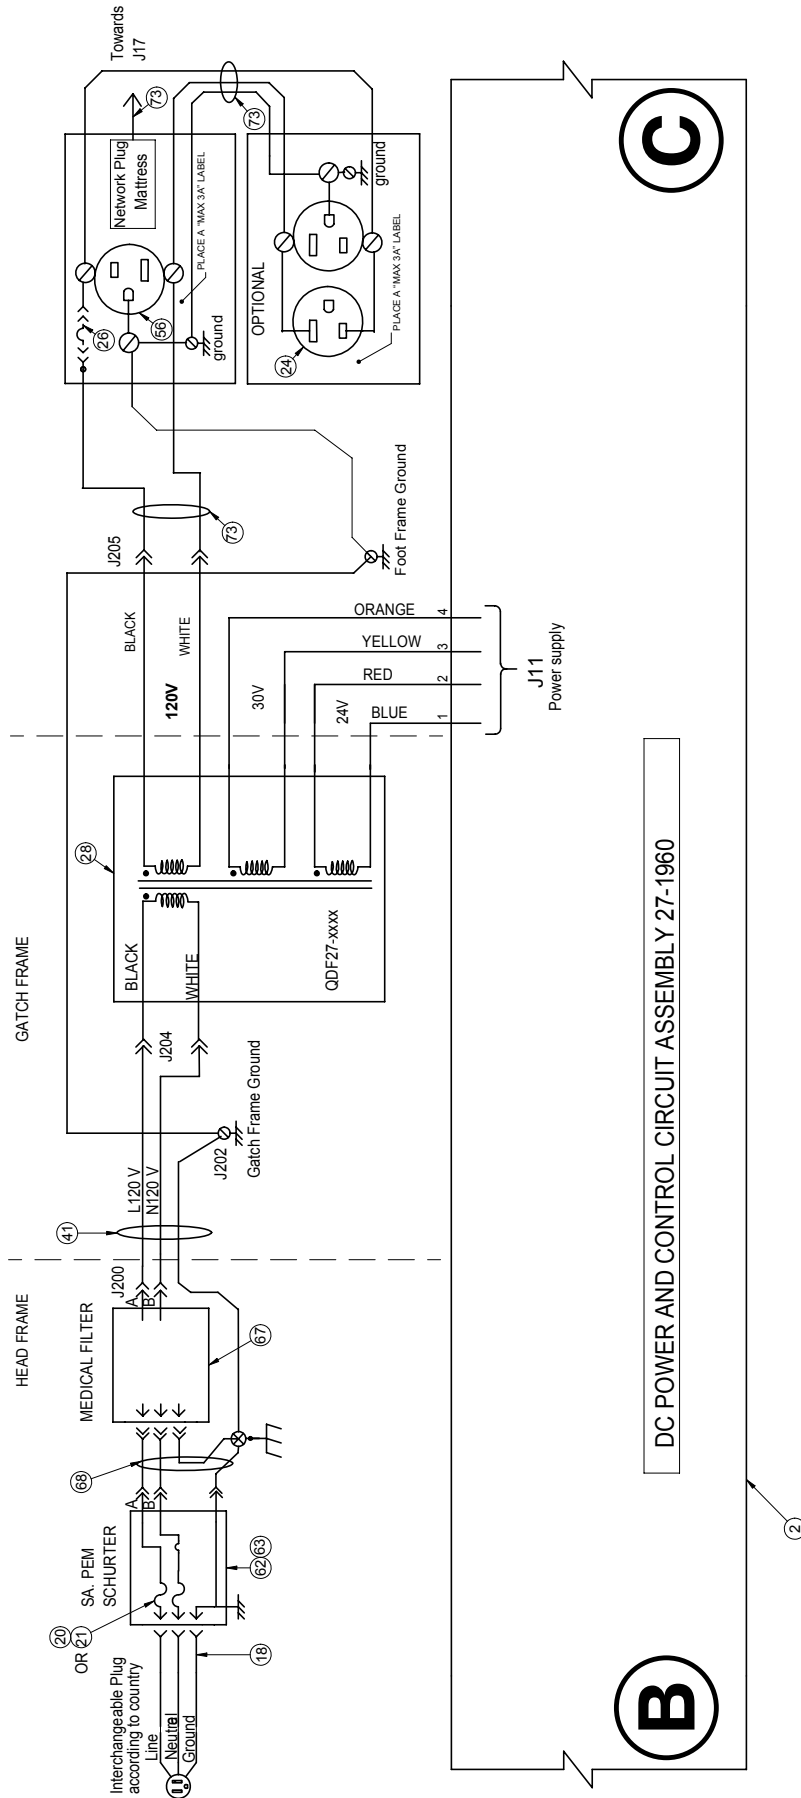 HEAD FRAME
GATCH FRAME
Interchangeable Plug
according to country
Line
Neutral
Ground
18
20
OR 21
SA. PEM
SCHURTER
62 63
A
B
68
MEDICAL FILTER
67
J200
A
B
41
L120 V
N120 V
J202
Gatch Frame Ground
J204
BLACK
WHITE
28
QDF27-xxxx
120V
BLACK
WHITE
30V
24V
ORANGE
4
YELLOW
3
RED
2
BLUE
1
J11
Power supply
J205
73
Foot Frame Ground
26
56
ground
Network Plug
Mattress
PLACE A "MAX 3A" LABEL
73
Towards
J17
73
OPTIONAL
24
ground
PLACE A "MAX 3A" LABEL
B
DC POWER AND CONTROL CIRCUIT ASSEMBLY 27-1960
C
2